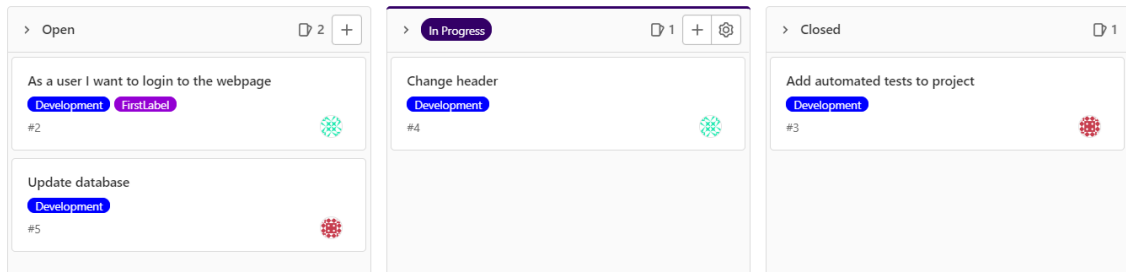 Open 2
As a user I want to login to the webpage
Development FirstLabel
#2
Update database
Development
#5
In Progress 1
Change header
Development
#4
Closed 1
Add automated tests to project
Development
#3